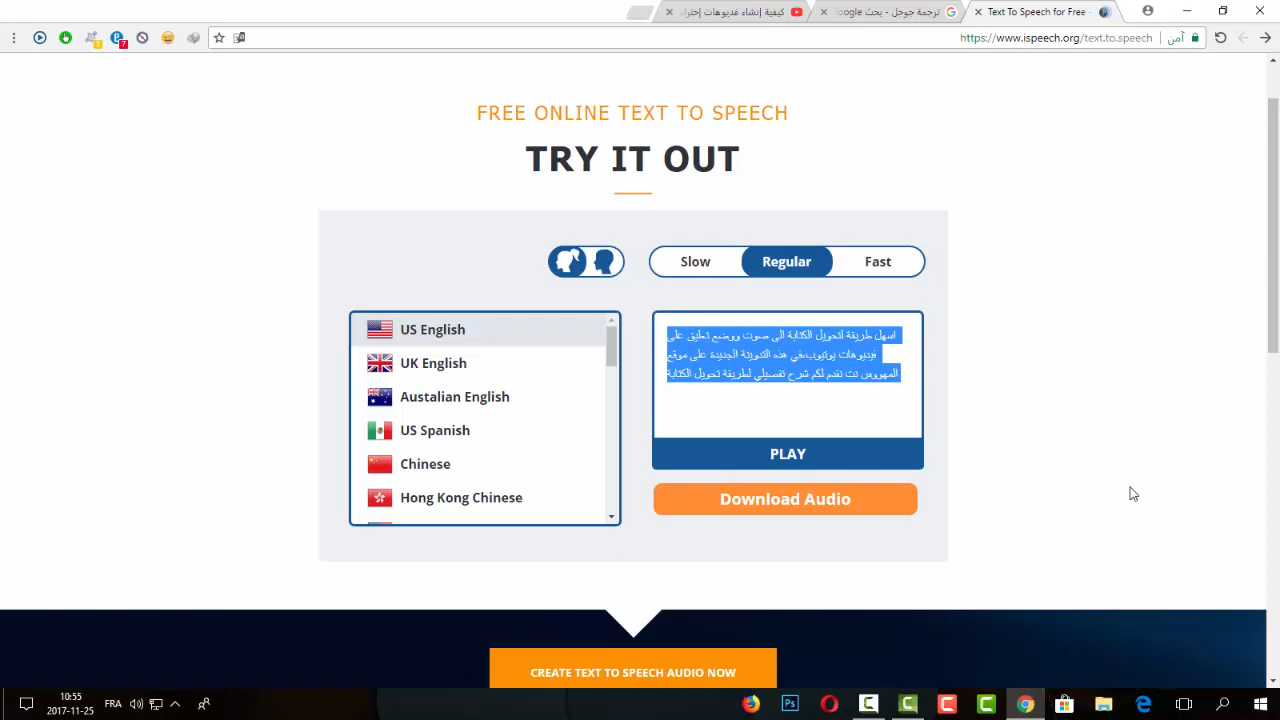 كيفية إنشاء فديوهات إحترا
ترجمة جوجل - بحث Google
Text To Speech for Free -
https://www.ispeech.org/text.to.speech
آمن
FREE ONLINE TEXT TO SPEECH
TRY IT OUT
Slow
Regular
Fast
US English
UK English
Austalian English
US Spanish
Chinese
Hong Kong Chinese
اسهل طريقة لتحويل الكتابة الى صوت ووضع تعليق على
فيديوهات يوتيوب،في هذه التدوينة الجديدة على موقع
المهووس نت نقدم لكم شرح تفصيلي لطريقة تحويل الكتابة
PLAY
Download Audio
CREATE TEXT TO SPEECH AUDIO NOW
10:55
2017-11-25
FRA